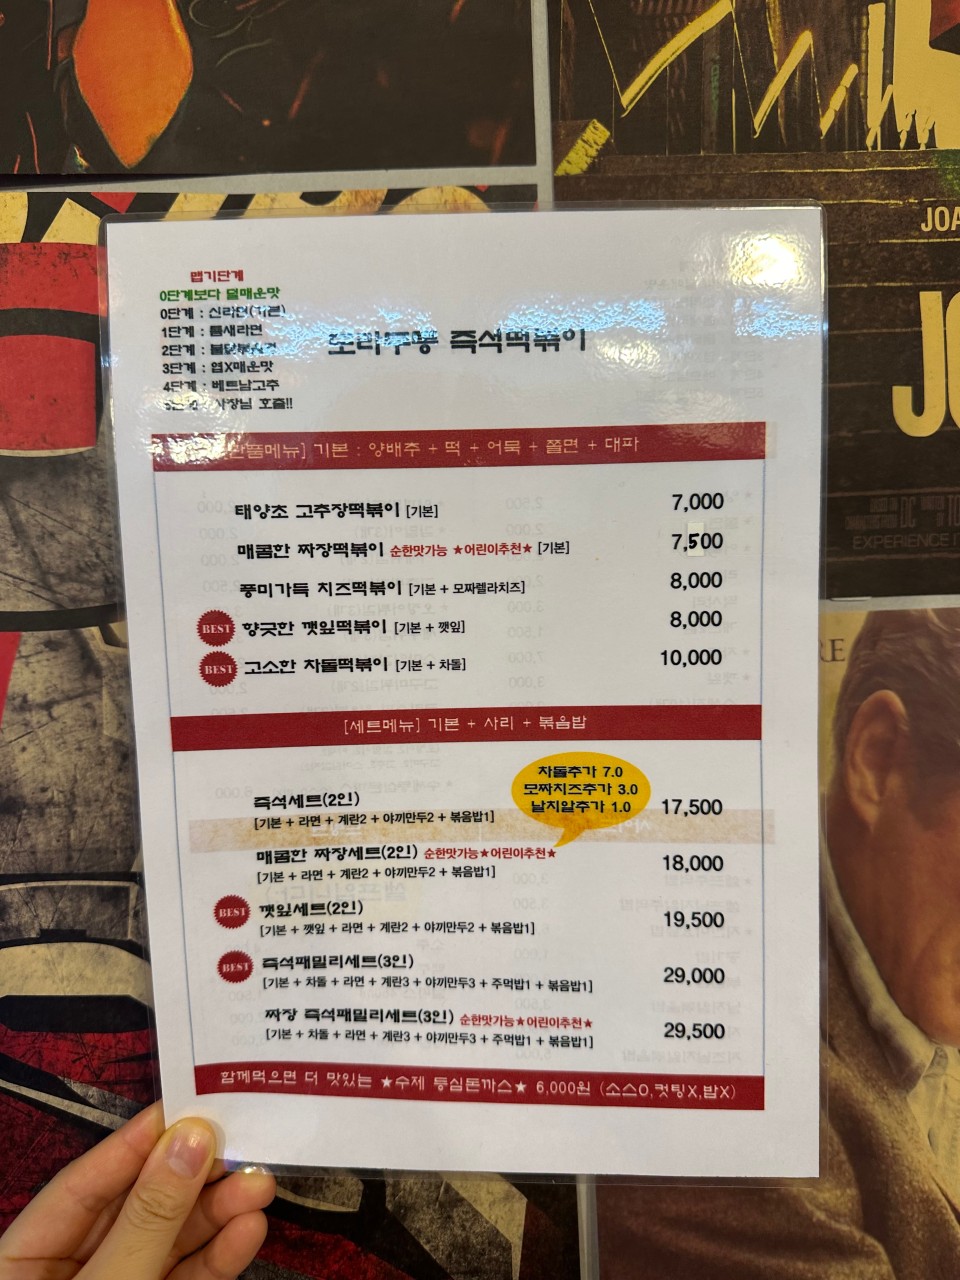 맵기단계
0단계보다 덜매운맛
0단계 : 신라면(기본)
1단계 : 틈새라면
2단계 : 불닭볶음면
3단계 : 엽X매운맛
4단계 : 베트남고추
사장님 호출!!
즉석떡볶이
[단품메뉴] 기본 : 양배추 + 떡 + 어묵 + 쫄면 + 대파
태양초 고추장떡볶이 [기본] 7,000
매콤한 짜장떡볶이 순한맛가능 ★어린이추천★ [기본] 7,500
풍미가득 치즈떡볶이 [기본 + 모짜렐라치즈] 8,000
BEST 향긋한 깻잎떡볶이 [기본 + 깻잎] 8,000
BEST 고소한 차돌떡볶이 [기본 + 차돌] 10,000
[세트메뉴] 기본 + 사리 + 볶음밥
차돌추가 7.0
모짜치즈추가 3.0
날치알추가 1.0
즉석세트(2인) 17,500
[기본 + 라면 + 계란2 + 야끼만두2 + 볶음밥1]
매콤한 짜장세트(2인) 순한맛가능★어린이추천★ 18,000
[기본 + 라면 + 계란2 + 야끼만두2 + 볶음밥1]
BEST 깻잎세트(2인) 19,500
[기본 + 깻잎 + 라면 + 계란2 + 야끼만두2 + 볶음밥1]
BEST 즉석패밀리세트(3인) 29,000
[기본 + 차돌 + 라면 + 계란3 + 야끼만두3 + 주먹밥1 + 볶음밥1]
짜장 즉석패밀리세트(3인) 순한맛가능★어린이추천★ 29,500
[기본 + 차돌 + 라면 + 계란3 + 야끼만두3 + 주먹밥1 + 볶음밥1]
함께먹으면 더 맛있는 ★수제 등심돈까스★ 6,000원 (소스O,컷팅X,밥X)
JOA
JO
EXPERIENCE I
RE